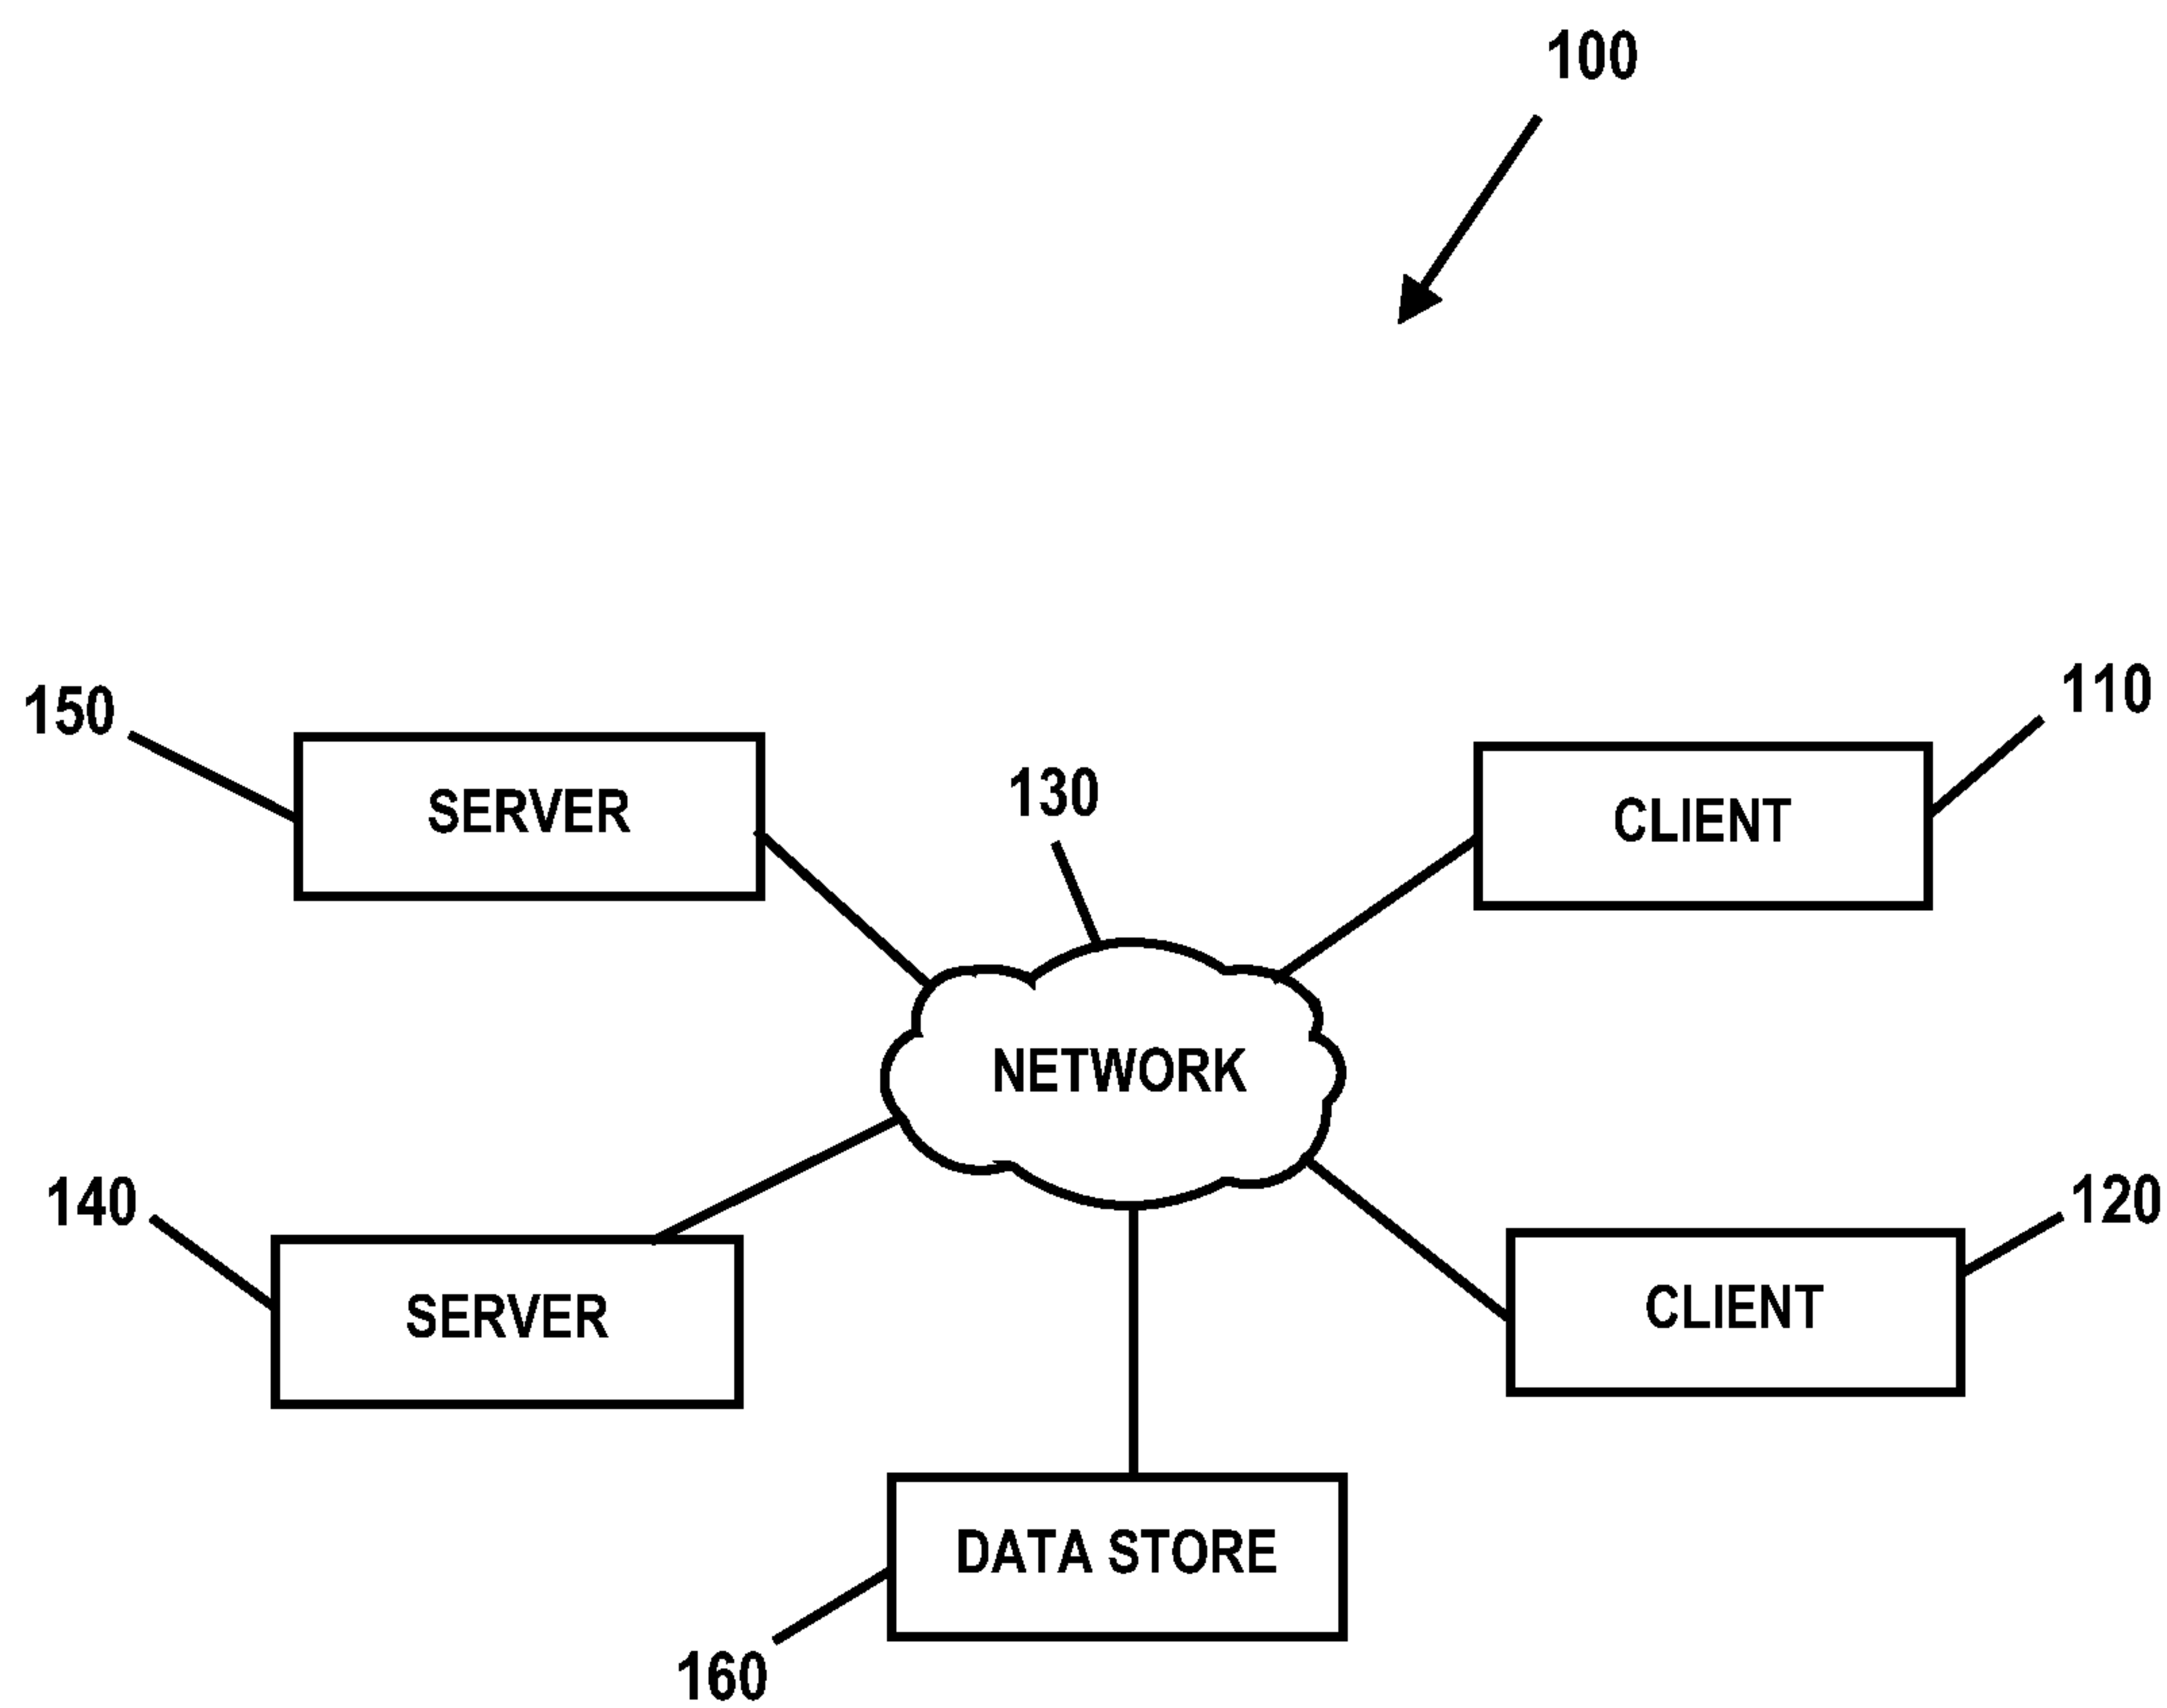 100
150
110
SERVER
130
CLIENT
NETWORK
140
120
SERVER
CLIENT
DATA STORE
160